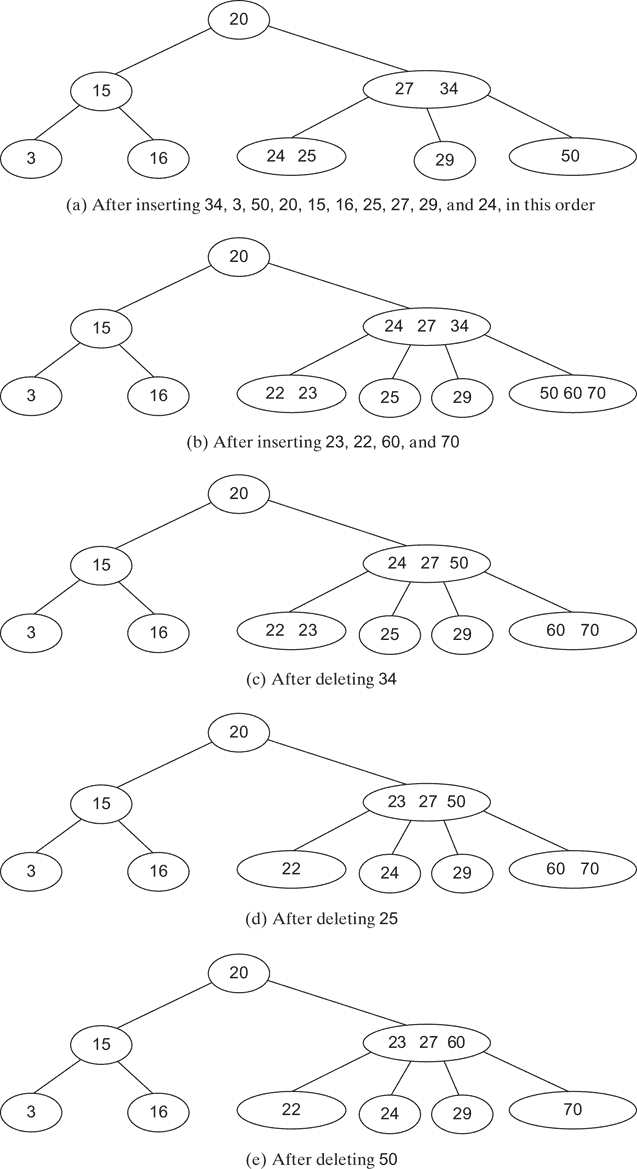 20
15 27 34
3 16 24 25 29 50
(a) After inserting 34, 3, 50, 20, 15, 16, 25, 27, 29, and 24, in this order
20
15 24 27 34
3 16 22 23 25 29 50 60 70
(b) After inserting 23, 22, 60, and 70
20
15 24 27 50
3 16 22 23 25 29 60 70
(c) After deleting 34
20
15 23 27 50
3 16 22 24 29 60 70
(d) After deleting 25
20
15 23 27 60
3 16 22 24 29 70
(e) After deleting 50